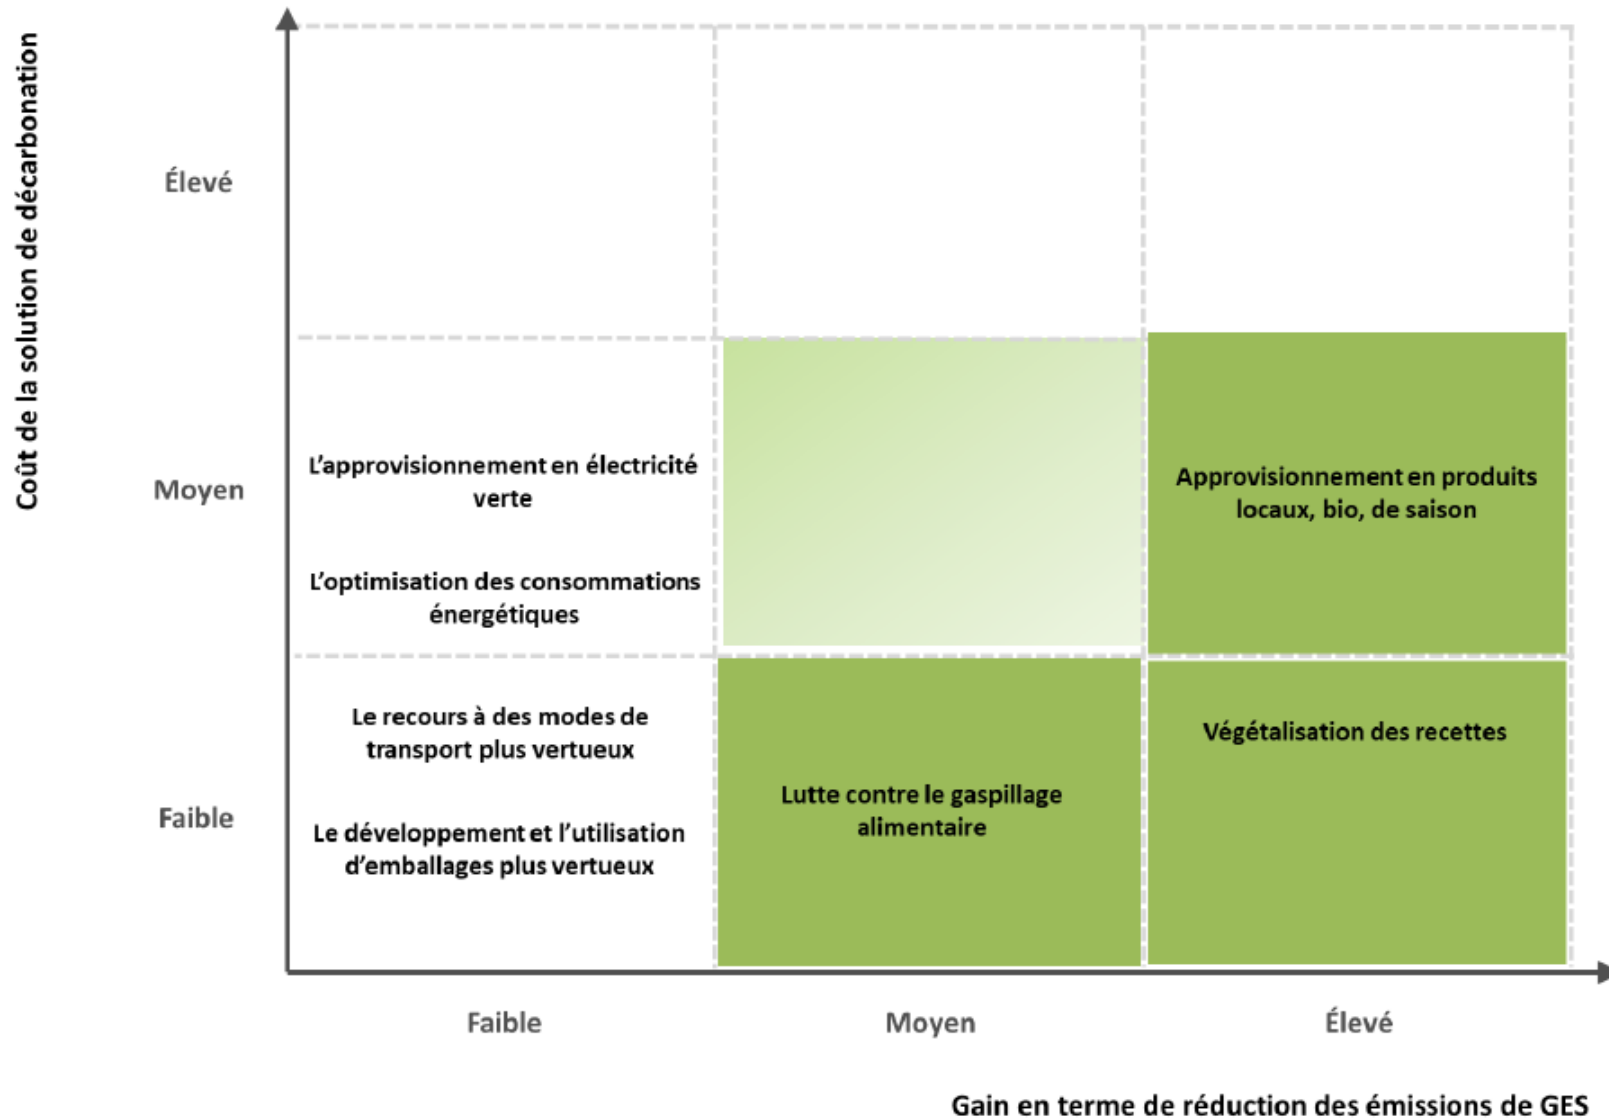 Coût de la solution de décarbonation
Élevé
Moyen
Faible
L'approvisionnement en électricité
verte
L'optimisation des consommations
énergétiques
Approvisionnement en produits
locaux, bio, de saison
Le recours à des modes de
transport plus vertueux
Le développement et l'utilisation
d'emballages plus vertueux
Lutte contre le gaspillage
alimentaire
Végétalisation des recettes
Faible
Moyen
Élevé
Gain en terme de réduction des émissions de GES